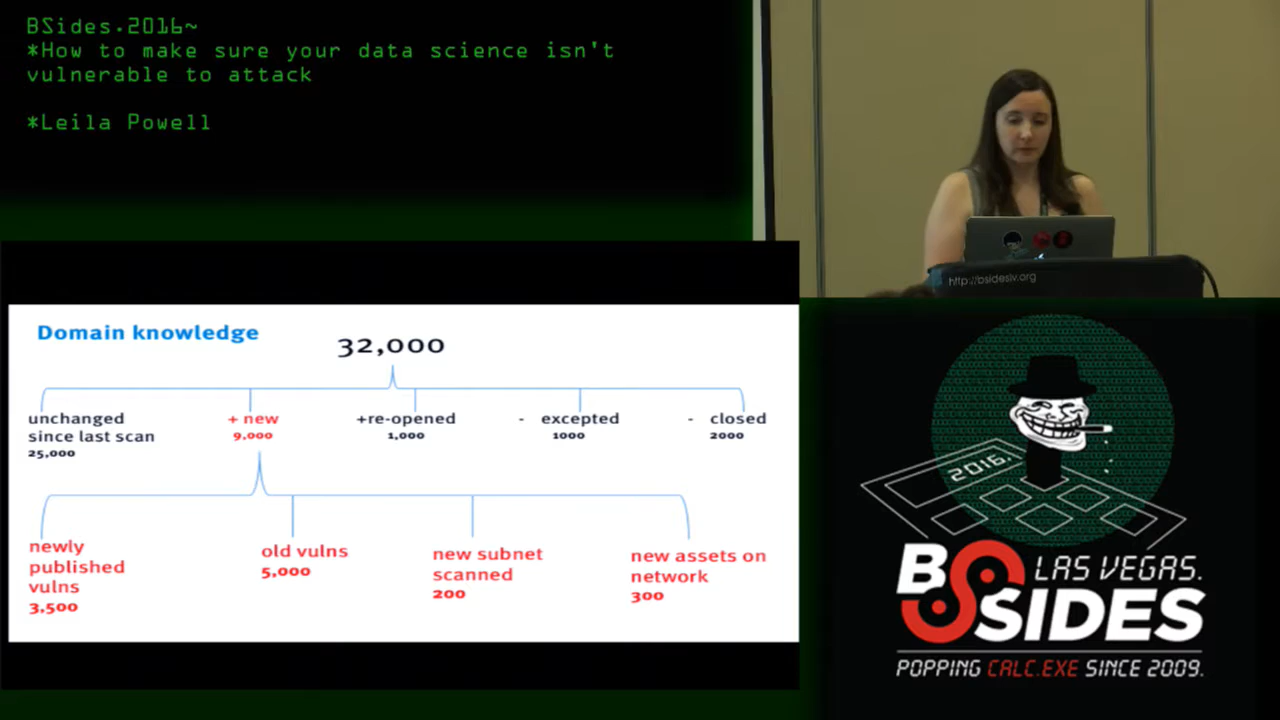 BSides.2016~
*How to make sure your data science isn't
vulnerable to attack
*Leila Powell
http://bsideslv.org
Domain knowledge
32,000
unchanged
since last scan
25,000
+ new
9,000
+re-opened
1,000
- excepted
1000
- closed
2000
newly
published
vulns
3,500
old vulns
5,000
new subnet
scanned
200
new assets on
network
300
2016.
BSIDES
LAS VEGAS.
POPPING CALC.EXE SINCE 2009.